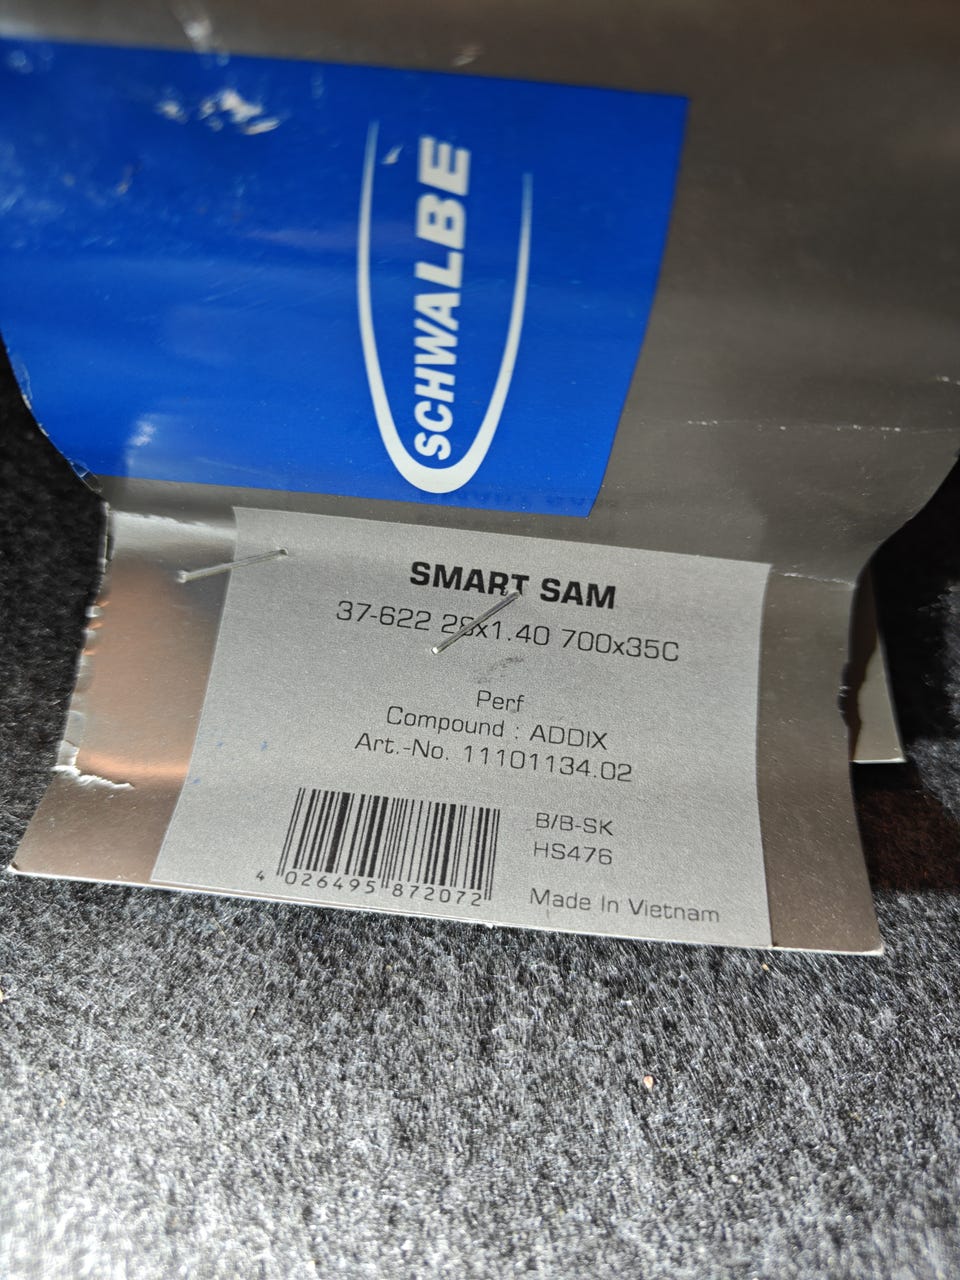 SCHWALBE
SMART SAM
37-622 28x1.40 700x35C
Perf
Compound : ADDIX
Art.-No. 11101134.02
B/B-SK
HS476
4 026495 872072
Made In Vietnam